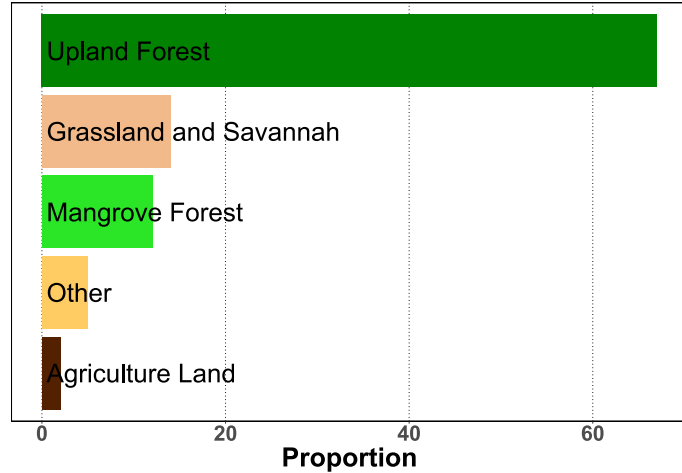 Upland Forest
Grassland and Savannah
Mangrove Forest
Other
Agriculture Land
0 20 40 60
Proportion